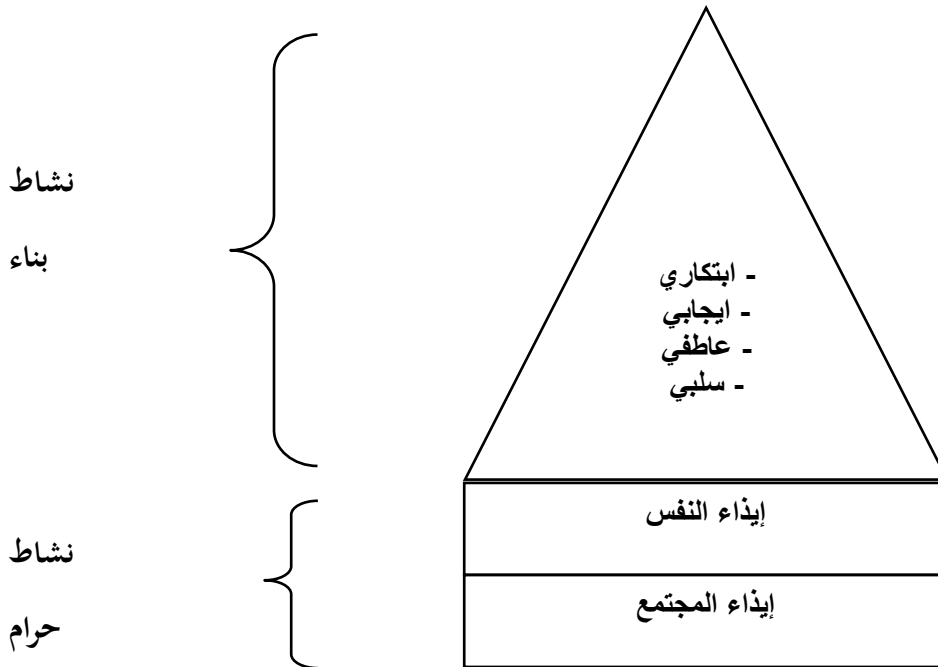 نشاط
بناء
- ابتكاري
- ايجابي
- عاطفي
- سلبي
إيذاء النفس
نشاط
حرام
إيذاء المجتمع